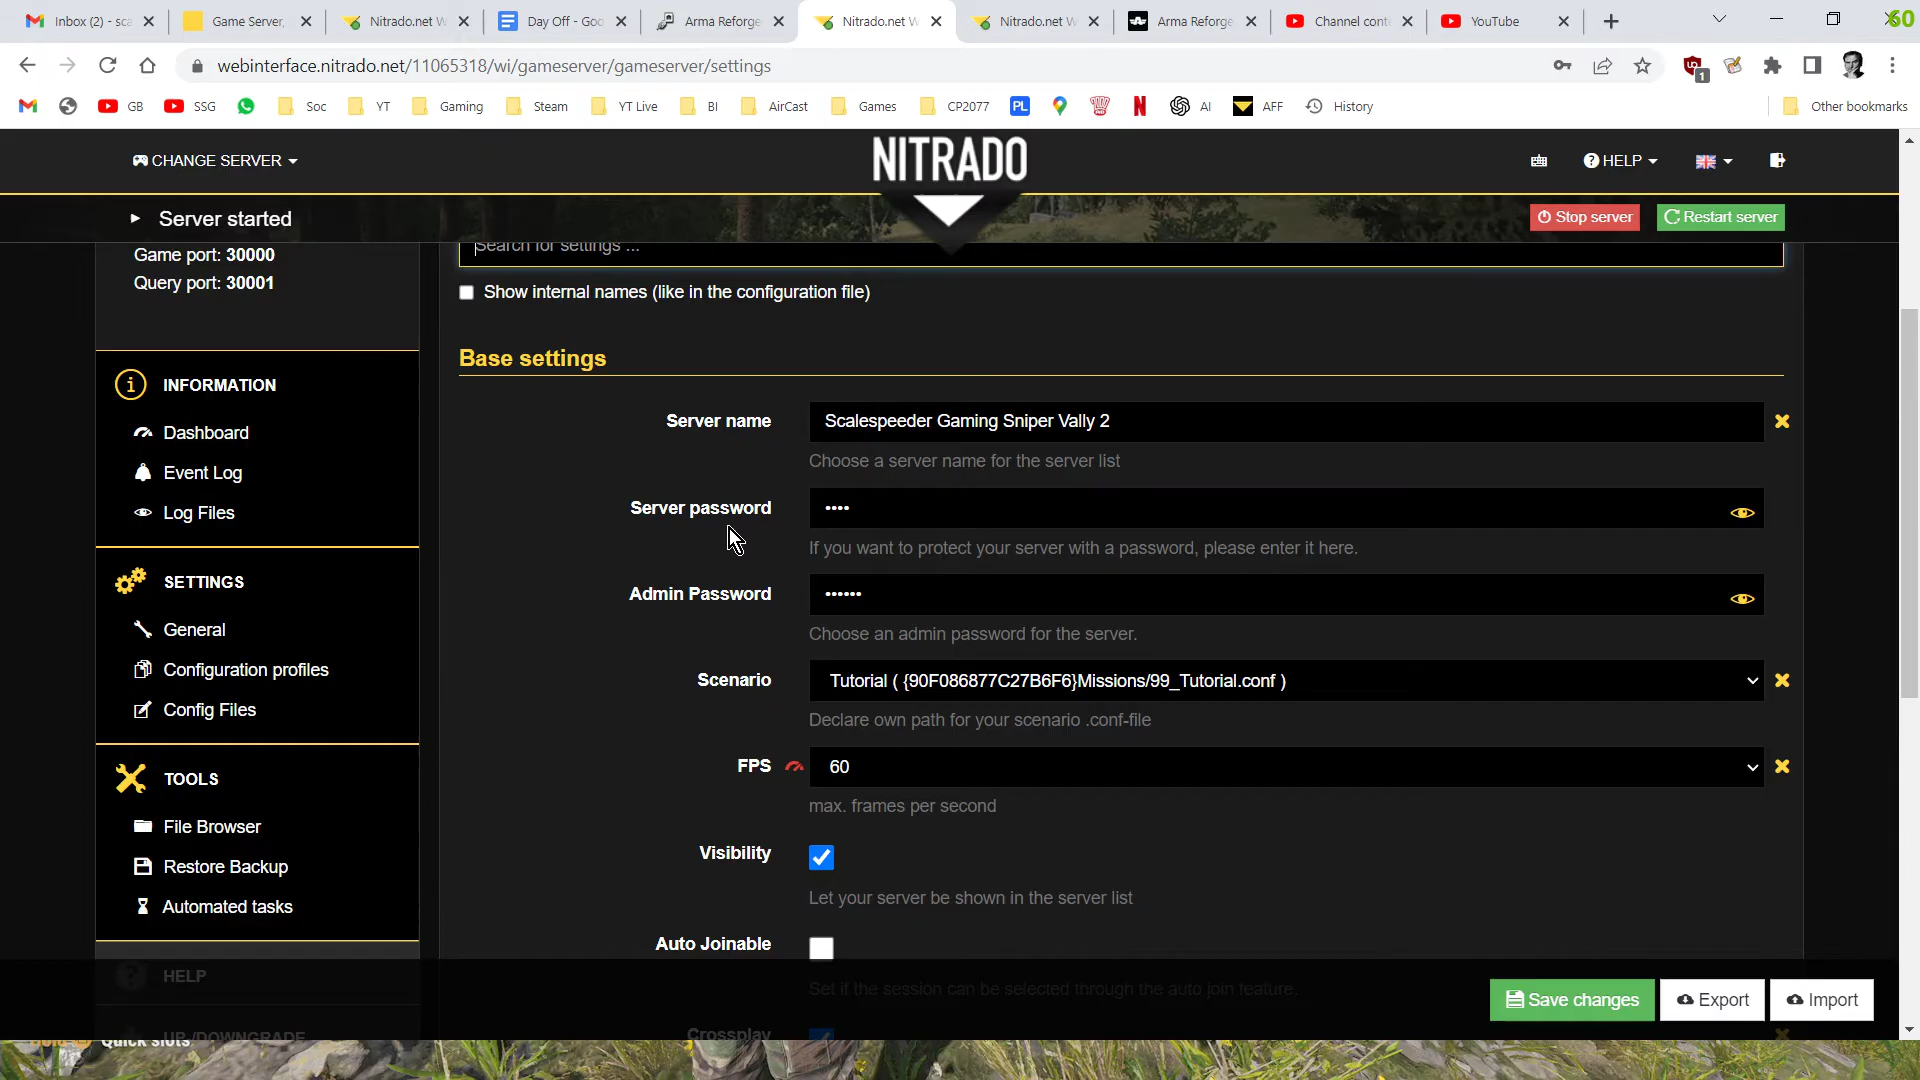 Inbox (2) - sca
Game Server,
Nitrado.net W
Day Off - Goo
Arma Reforge
Nitrado.net W
Nitrado.net W
Arma Reforge
Channel conte
YouTube
60
webinterface.nitrado.net/11065318/wi/gameserver/gameserver/settings
1
GB
SSG
Soc
YT
Gaming
Steam
YT Live
BI
AirCast
Games
CP2077
PL
AI
AFF
History
Other bookmarks
CHANGE SERVER
NITRADO
HELP
Server started
Stop server
Restart server
Game port: 30000
Query port: 30001
Search for settings ...
Show internal names (like in the configuration file)
INFORMATION
Dashboard
Event Log
Log Files
SETTINGS
General
Configuration profiles
Config Files
TOOLS
File Browser
Restore Backup
Automated tasks
HELP
UP-/DOWNGRADE
Base settings
Server name
Scalespeeder Gaming Sniper Vally 2
Choose a server name for the server list
Server password
••••
If you want to protect your server with a password, please enter it here.
Admin Password
••••••
Choose an admin password for the server.
Scenario
Tutorial ( {90F086877C27B6F6}Missions/99_Tutorial.conf )
Declare own path for your scenario .conf-file
FPS
60
max. frames per second
Visibility
Let your server be shown in the server list
Auto Joinable
Set if the session can be selected through the auto join feature.
Crossplay
Save changes
Export
Import
Quick slots